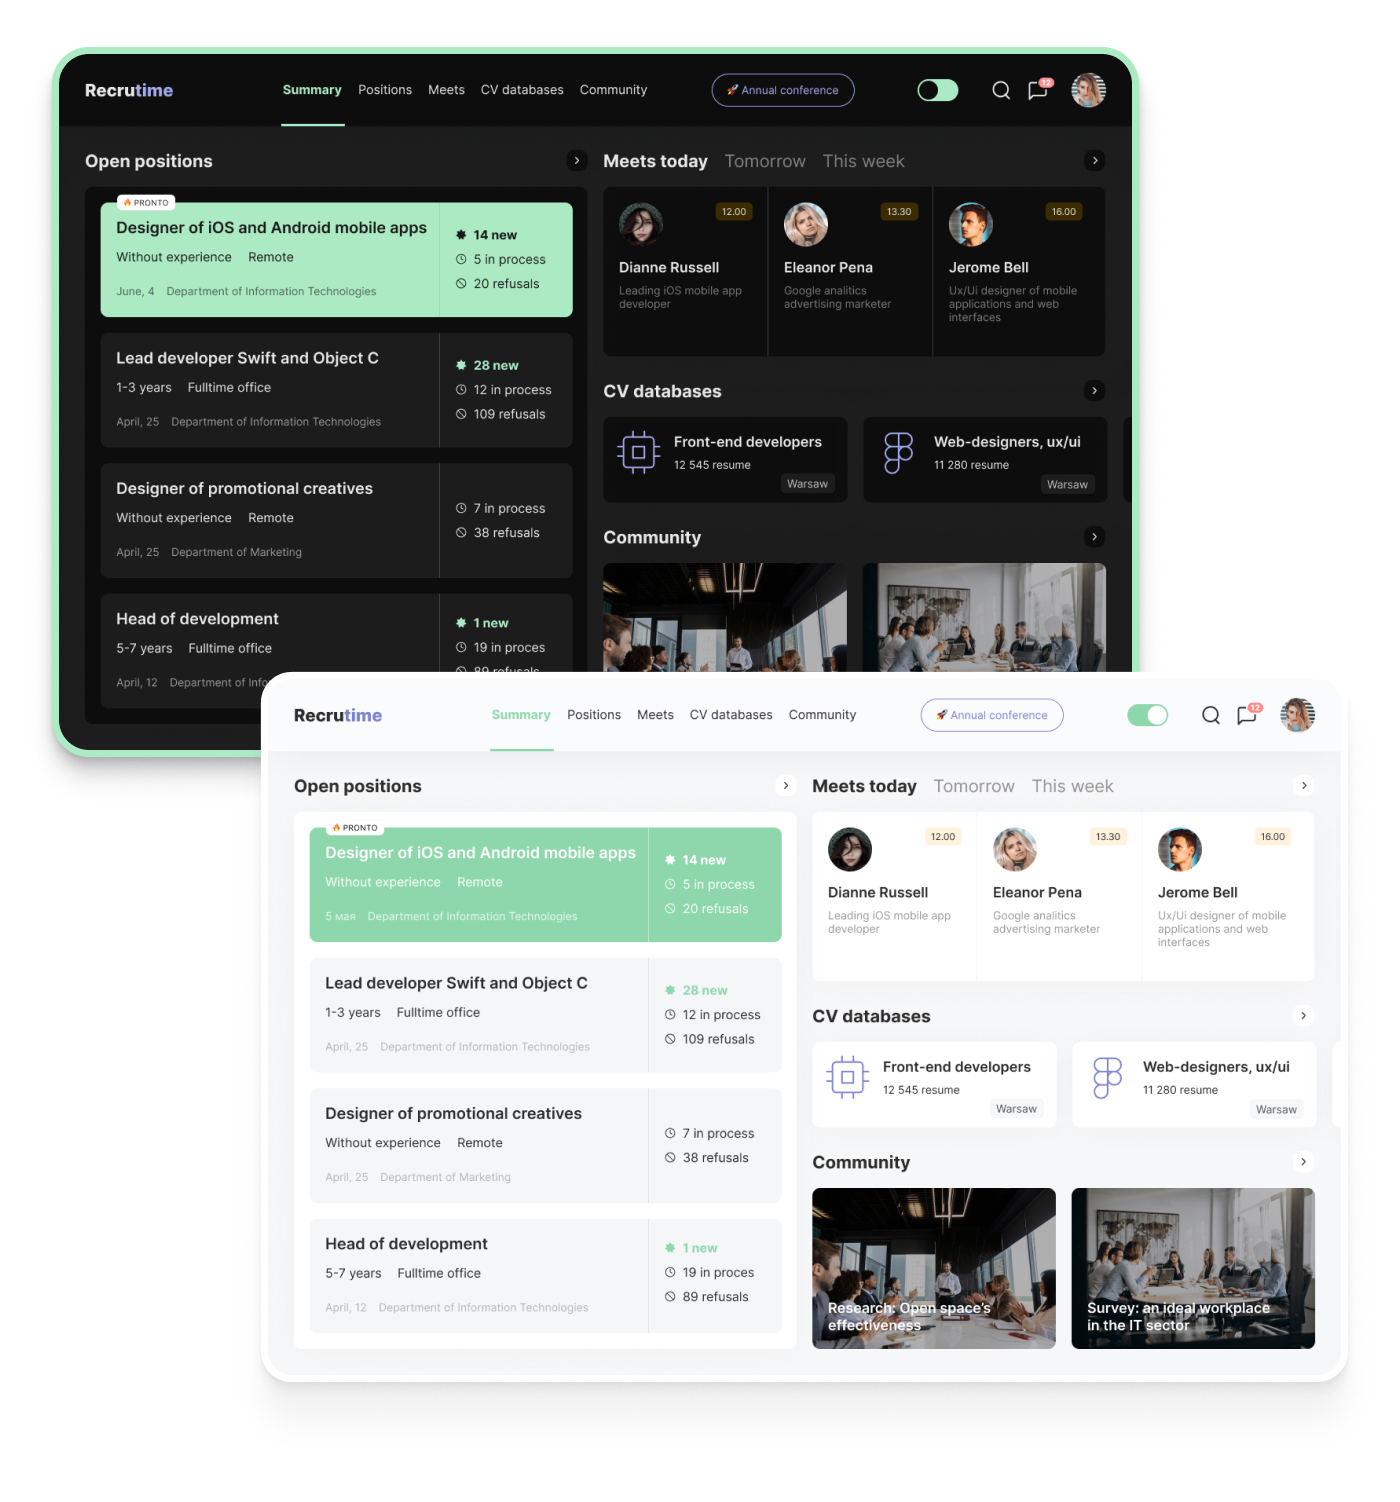 Recrutime
Summary Positions Meets CV databases Community
🚀 Annual conference
12
Open positions
PRONTO
Designer of iOS and Android mobile apps
Without experience Remote
June, 4 Department of Information Technologies
14 new
5 in process
20 refusals
Lead developer Swift and Object C
1-3 years Fulltime office
April, 25 Department of Information Technologies
28 new
12 in process
109 refusals
Designer of promotional creatives
Without experience Remote
April, 25 Department of Marketing
7 in process
38 refusals
Head of development
5-7 years Fulltime office
April, 12 Department of Info
1 new
19 in proces
89 refusals
Meets today Tomorrow This week
12.00
Dianne Russell
Leading iOS mobile app
developer
13.30
Eleanor Pena
Google analitics
advertising marketer
16.00
Jerome Bell
Ux/Ui designer of mobile
applications and web
interfaces
CV databases
Front-end developers
12 545 resume
Warsaw
Web-designers, ux/ui
11 280 resume
Warsaw
Community
Recrutime
Summary Positions Meets CV databases Community
🚀 Annual conference
12
Open positions
PRONTO
Designer of iOS and Android mobile apps
Without experience Remote
5 мая Department of Information Technologies
14 new
5 in process
20 refusals
Lead developer Swift and Object C
1-3 years Fulltime office
April, 25 Department of Information Technologies
28 new
12 in process
109 refusals
Designer of promotional creatives
Without experience Remote
April, 25 Department of Marketing
7 in process
38 refusals
Head of development
5-7 years Fulltime office
April, 12 Department of Information Technologies
1 new
19 in proces
89 refusals
Meets today Tomorrow This week
12.00
Dianne Russell
Leading iOS mobile app
developer
13.30
Eleanor Pena
Google analitics
advertising marketer
16.00
Jerome Bell
Ux/Ui designer of mobile
applications and web
interfaces
CV databases
Front-end developers
12 545 resume
Warsaw
Web-designers, ux/ui
11 280 resume
Warsaw
Community
Research: Open space's
effectiveness
Survey: an ideal workplace
in the IT sector